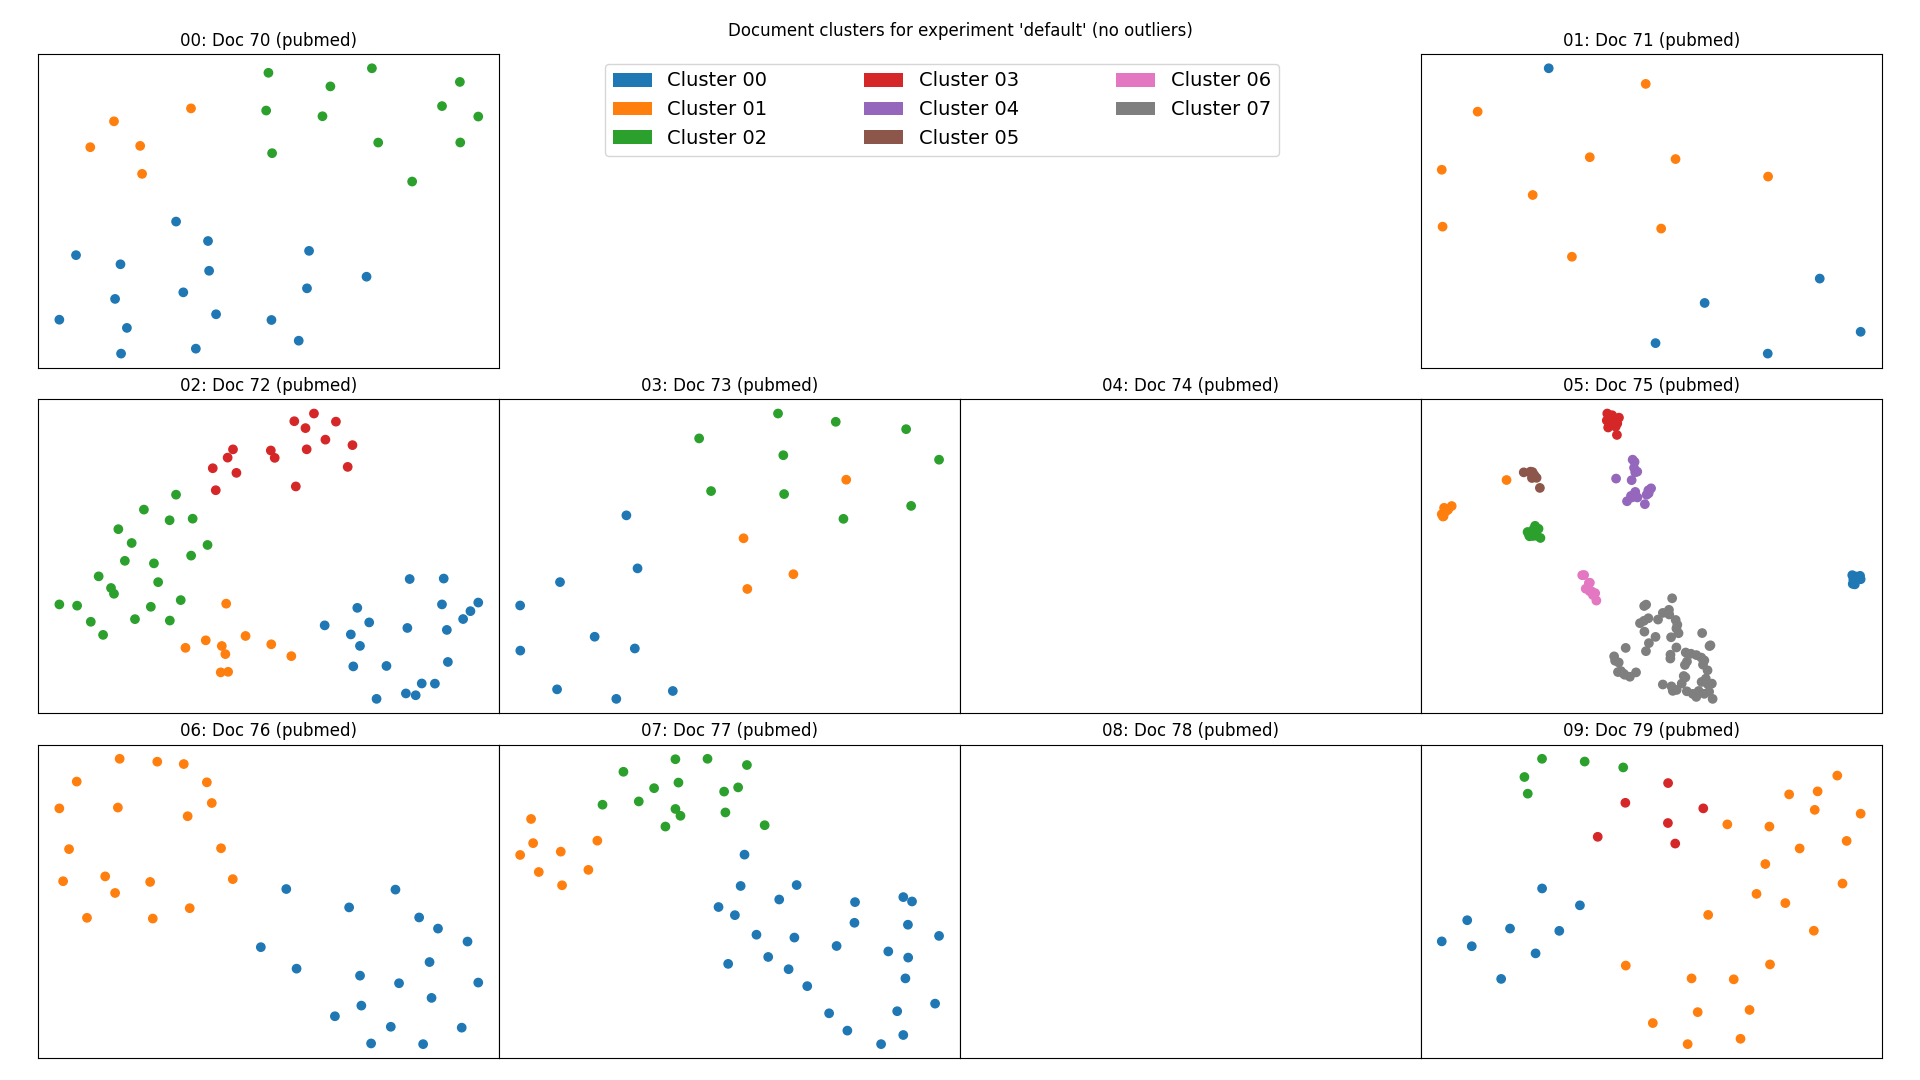 Document clusters for experiment 'default' (no outliers)
00: Doc 70 (pubmed)
01: Doc 71 (pubmed)
Cluster 00
Cluster 01
Cluster 02
Cluster 03
Cluster 04
Cluster 05
Cluster 06
Cluster 07
02: Doc 72 (pubmed)
03: Doc 73 (pubmed)
04: Doc 74 (pubmed)
05: Doc 75 (pubmed)
06: Doc 76 (pubmed)
07: Doc 77 (pubmed)
08: Doc 78 (pubmed)
09: Doc 79 (pubmed)